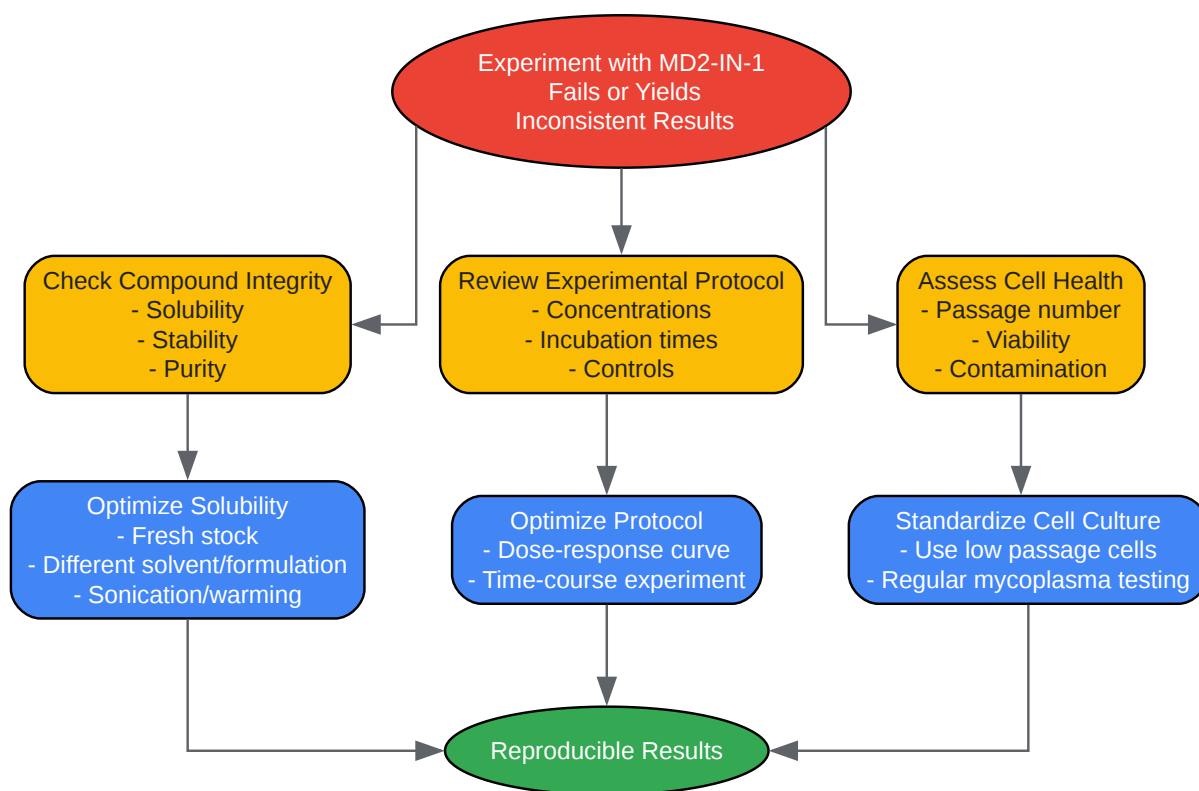 Experiment with MD2-IN-1
Fails or Yields
Inconsistent Results
Check Compound Integrity
- Solubility
- Stability
- Purity
Review Experimental Protocol
- Concentrations
- Incubation times
- Controls
Assess Cell Health
- Passage number
- Viability
- Contamination
Optimize Solubility
- Fresh stock
- Different solvent/formulation
- Sonication/warming
Optimize Protocol
- Dose-response curve
- Time-course experiment
Standardize Cell Culture
- Use low passage cells
- Regular mycoplasma testing
Reproducible Results